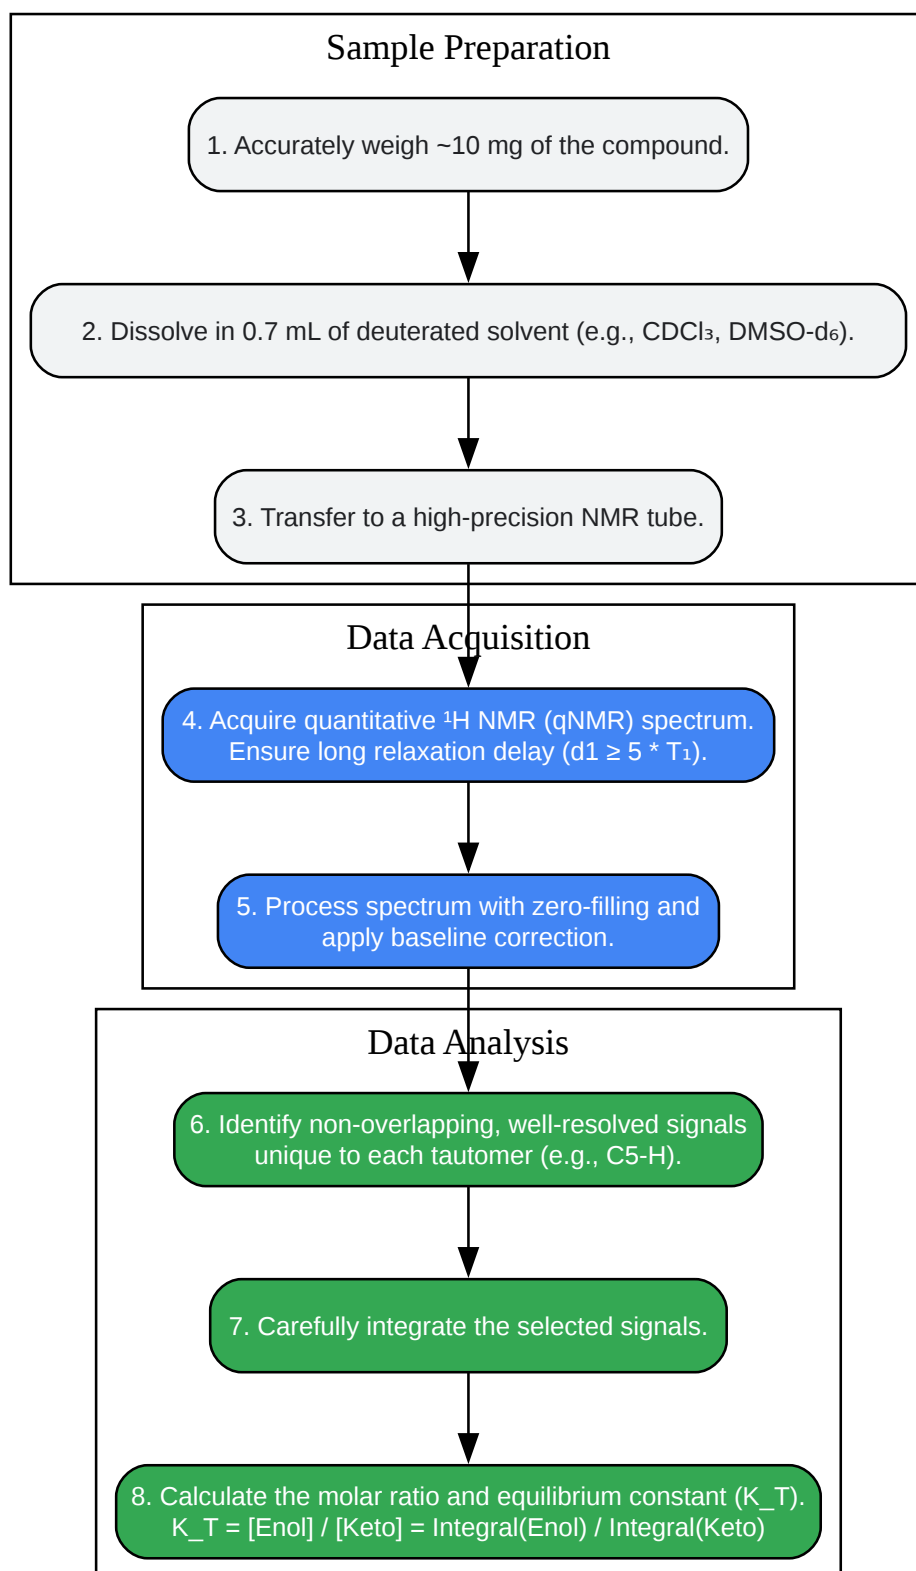 Sample Preparation
1. Accurately weigh ~10 mg of the compound.
2. Dissolve in 0.7 mL of deuterated solvent (e.g., CDCl₃, DMSO-d₆).
3. Transfer to a high-precision NMR tube.
Data Acquisition
4. Acquire quantitative ¹H NMR (qNMR) spectrum.
Ensure long relaxation delay (d1 ≥ 5 * T₁).
5. Process spectrum with zero-filling and
apply baseline correction.
Data Analysis
6. Identify non-overlapping, well-resolved signals
unique to each tautomer (e.g., C5-H).
7. Carefully integrate the selected signals.
8. Calculate the molar ratio and equilibrium constant (K_T).
K_T = [Enol] / [Keto] = Integral(Enol) / Integral(Keto)